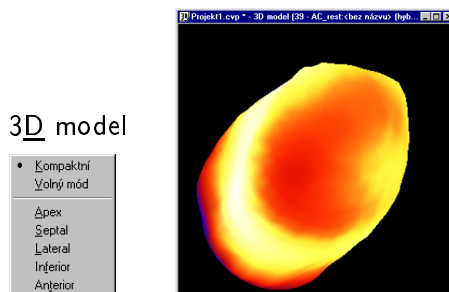 Projekt1.cvp * - 3D model (39 - AC_rest:<bez názvu> (hyb...
3D model
Kompaktní
Volný mód
Apex
Septal
Lateral
Inferior
Anterior